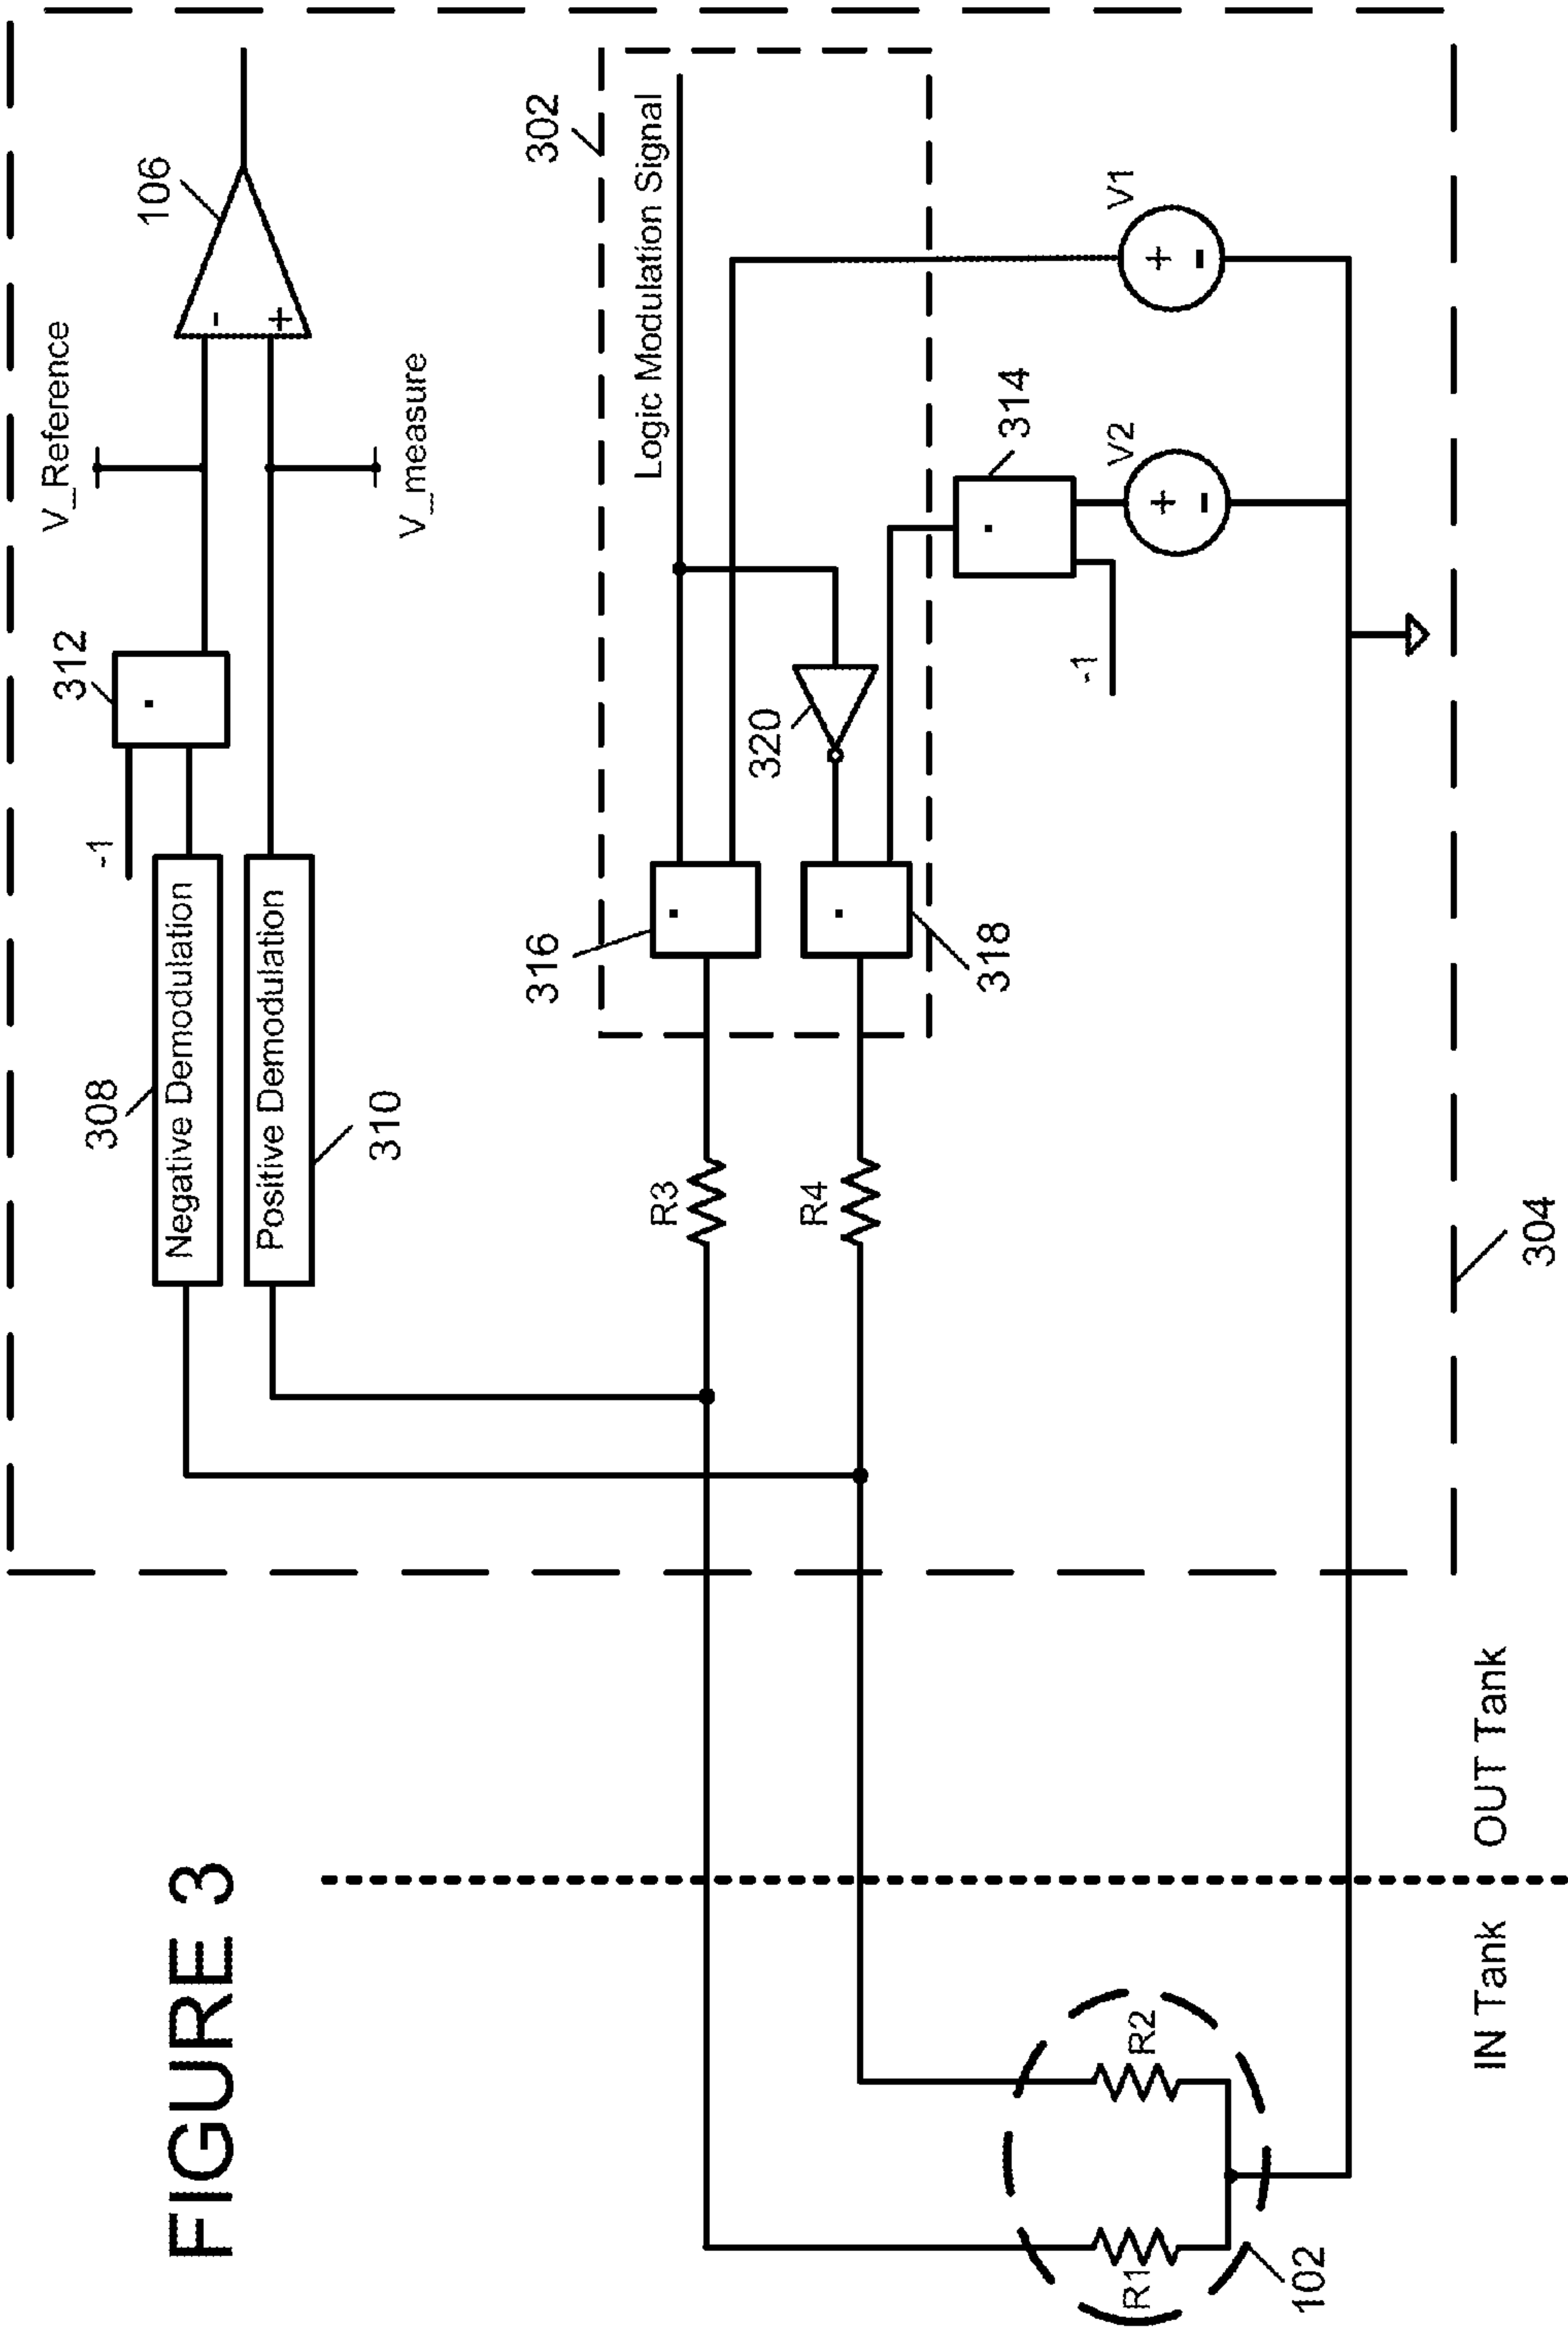 FIGURE 3
V_Reference
V_measure
106
-
+
312
-1
308
Negative Demodulation
Positive Demodulation
310
302
Logic Modulation Signal
316
320
318
R3
R4
314
-1
V2
+
-
V1
+
-
304
R1
R2
102
IN Tank
OUT Tank